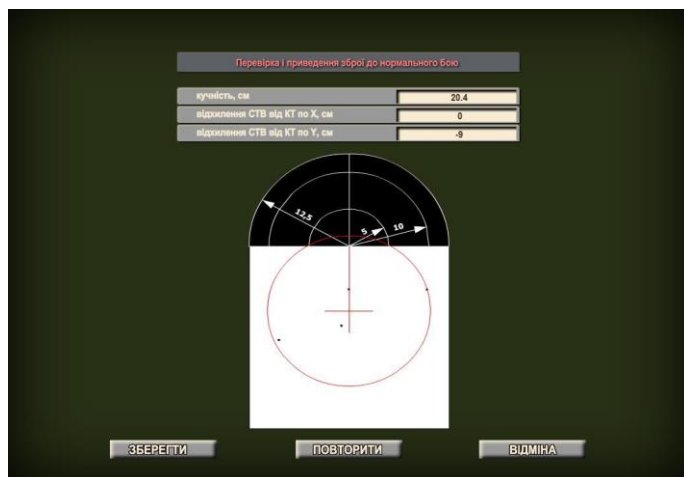 Перевірка і приведення зброї до нормального бою
кучність, см 20.4
відхилення СТВ від КТ по X, см 0
відхилення СТВ від КТ по Y, см -9
12,5 5 10
ЗБЕРЕГТИ ПОВТОРИТИ ВІДМІНА